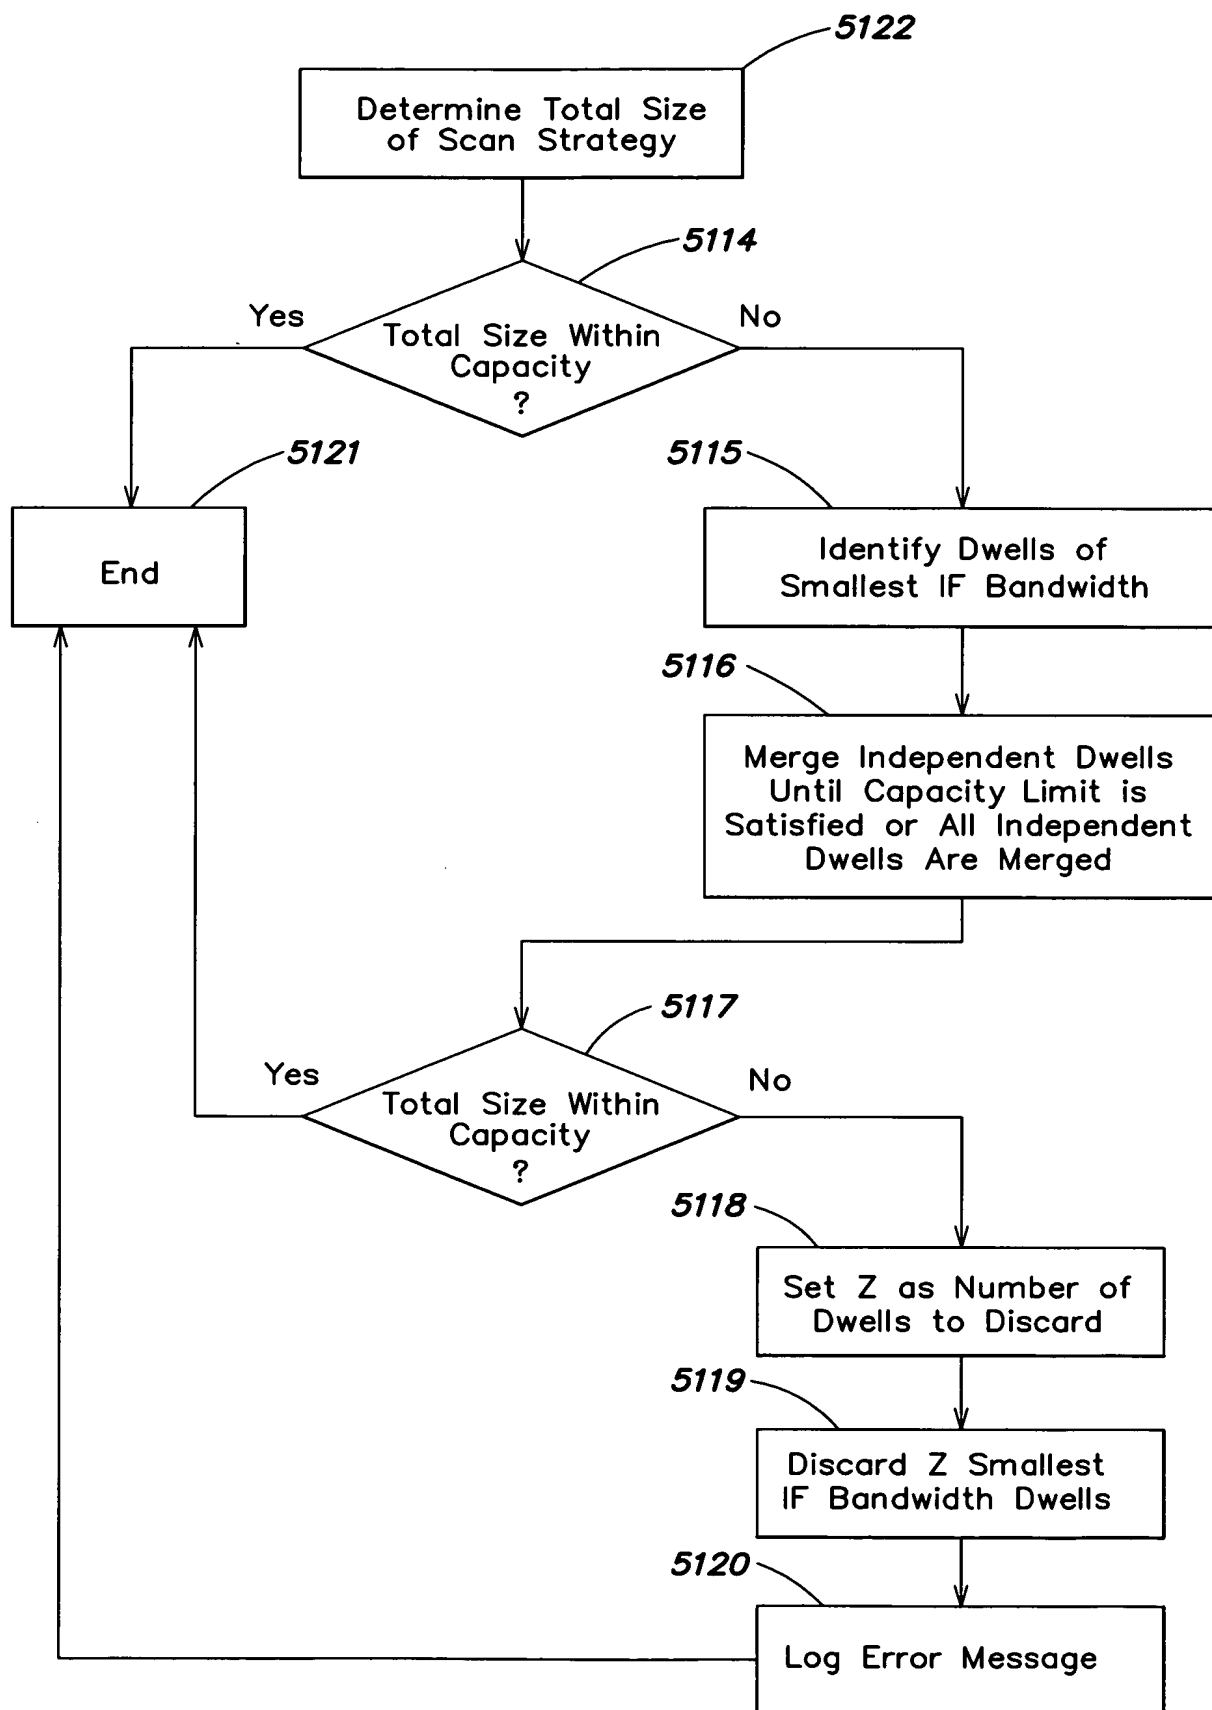 5122
Determine Total Size
of Scan Strategy
5114
Yes
No
Total Size Within
Capacity
?
5121
5115
End
Identify Dwells of
Smallest IF Bandwidth
5116
Merge Independent Dwells
Until Capacity Limit is
Satisfied or All Independent
Dwells Are Merged
5117
Yes
No
Total Size Within
Capacity
?
5118
Set Z as Number of
Dwells to Discard
5119
Discard Z Smallest
IF Bandwidth Dwells
5120
Log Error Message